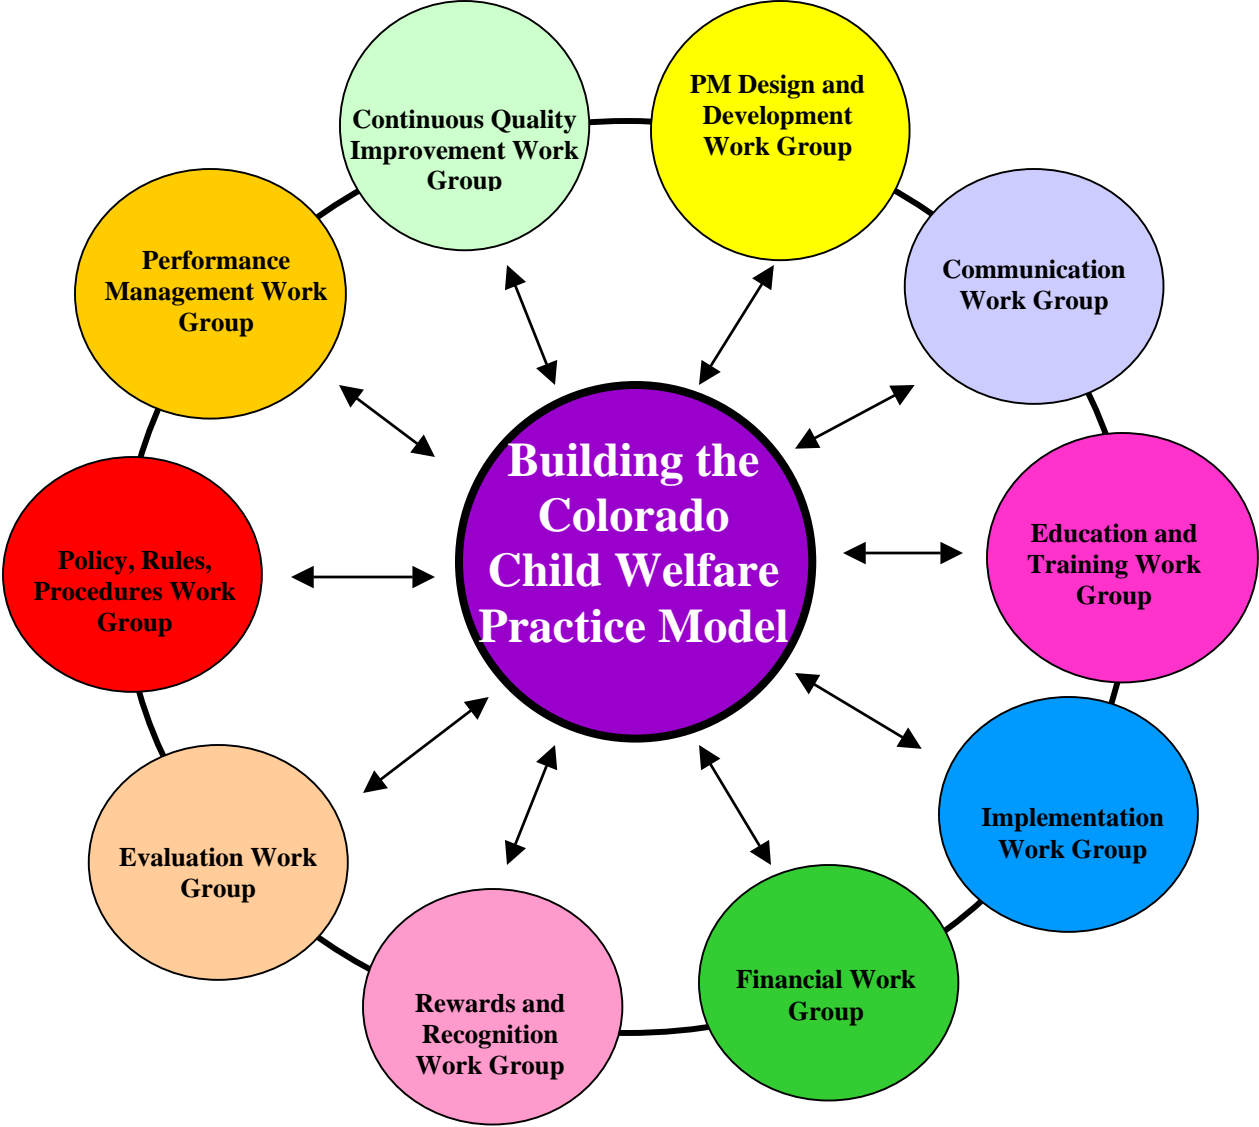 PM Design and
Development
Work Group
Continuous Quality
Improvement Work
Group
Performance
Management Work
Group
Communication
Work Group
Building the
Colorado
Child Welfare
Practice Model
Education and
Training Work
Group
Policy, Rules,
Procedures Work
Group
Implementation
Work Group
Evaluation Work
Group
Financial Work
Group
Rewards and
Recognition
Work Group